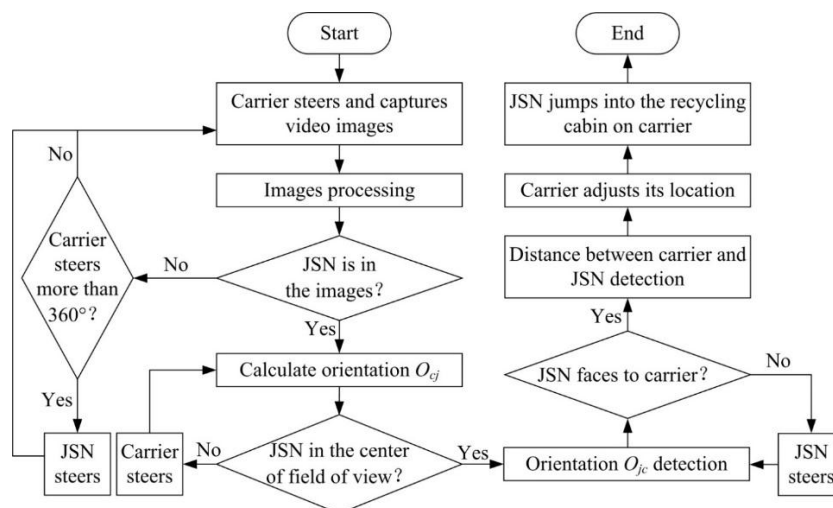 Start
Carrier steers and captures
video images
Images processing
JSN is in
the images?
No
Carrier
steers
more than
360°?
No
Yes
JSN
steers
Yes
Calculate orientation Ocj
JSN in the center
of field of view?
No
Carrier
steers
Yes
Orientation Ojc detection
JSN faces to carrier?
No
JSN
steers
Yes
Distance between carrier and
JSN detection
Carrier adjusts its location
JSN jumps into the recycling
cabin on carrier
End